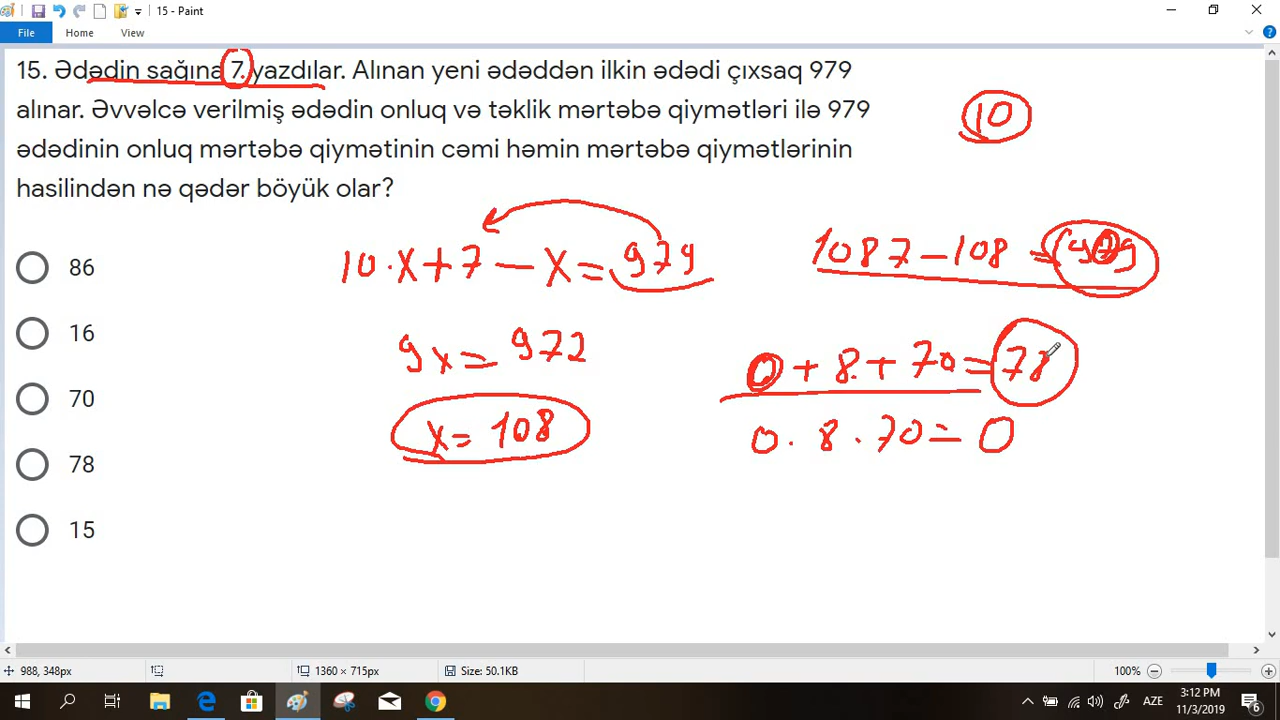 15 - Paint
File Home View
15. Ədədin sağına 7 yazdılar. Alınan yeni ədəddən ilkin ədədi çıxsaq 979
alınar. Əvvəlcə verilmiş ədədin onluq və təklik mərtəbə qiymətləri ilə 979
ədədinin onluq mərtəbə qiymətinin cəmi həmin mərtəbə qiymətlərinin
hasilindən nə qədər böyük olar?
10
86
16
70
78
15
10·X+7-X=979
9x=972
x=108
1087-108=979
0+8+70=78
0·8·70=0
988, 348px 1360 × 715px Size: 50.1KB 100%
AZE 3:12 PM
11/3/2019 6